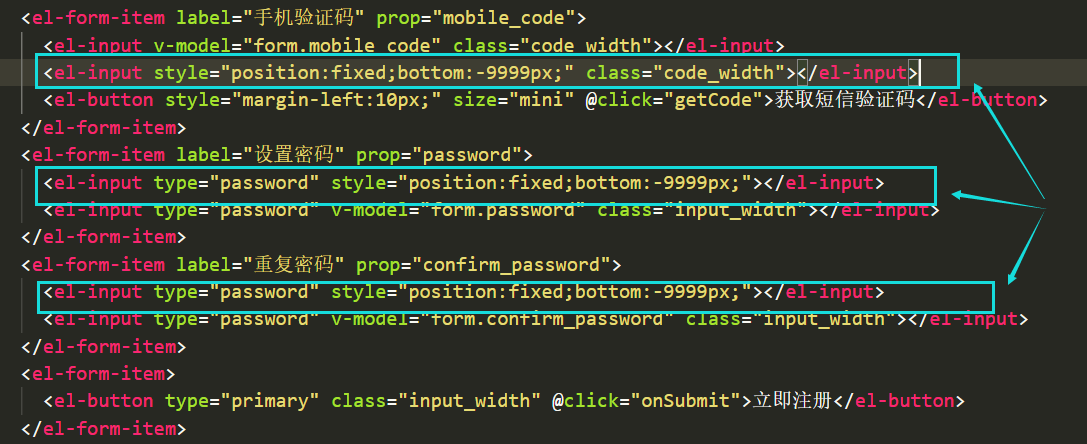 <el-form-item label="手机验证码" prop="mobile_code">
<el-input v-model="form.mobile_code" class="code_width"></el-input>
<el-input style="position:fixed;bottom:-9999px;" class="code_width"></el-input>
<el-button style="margin-left:10px;" size="mini" @click="getCode">获取短信验证码</el-button>
</el-form-item>
<el-form-item label="设置密码" prop="password">
<el-input type="password" style="position:fixed;bottom:-9999px;"></el-input>
<el-input type="password" v-model="form.password" class="input_width"></el-input>
</el-form-item>
<el-form-item label="重复密码" prop="confirm_password">
<el-input type="password" style="position:fixed;bottom:-9999px;"></el-input>
<el-input type="password" v-model="form.confirm_password" class="input_width"></el-input>
</el-form-item>
<el-form-item>
<el-button type="primary" class="input_width" @click="onSubmit">立即注册</el-button>
</el-form-item>